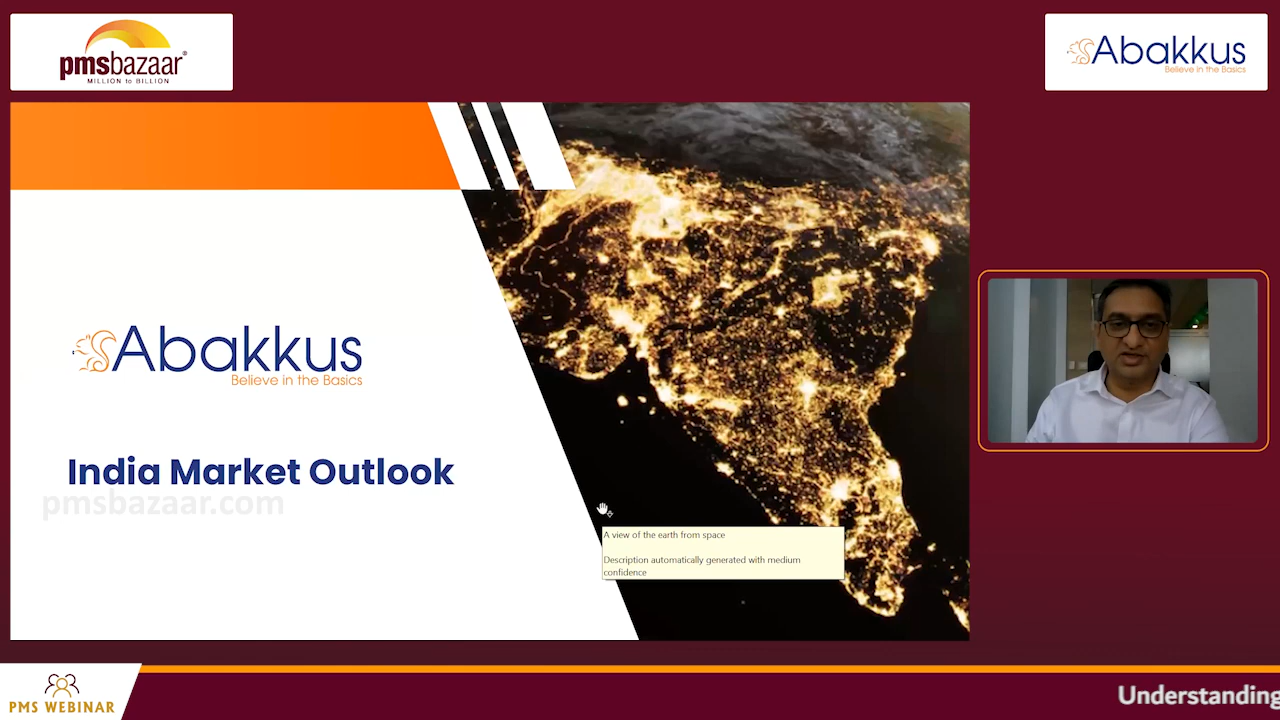 pmsbazaar®
MILLION to BILLION
Abakkus
Believe in the Basics
Abakkus
Believe in the Basics
India Market Outlook
pmsbazaar.com
A view of the earth from space
Description automatically generated with medium
confidence
PMS WEBINAR
Understanding